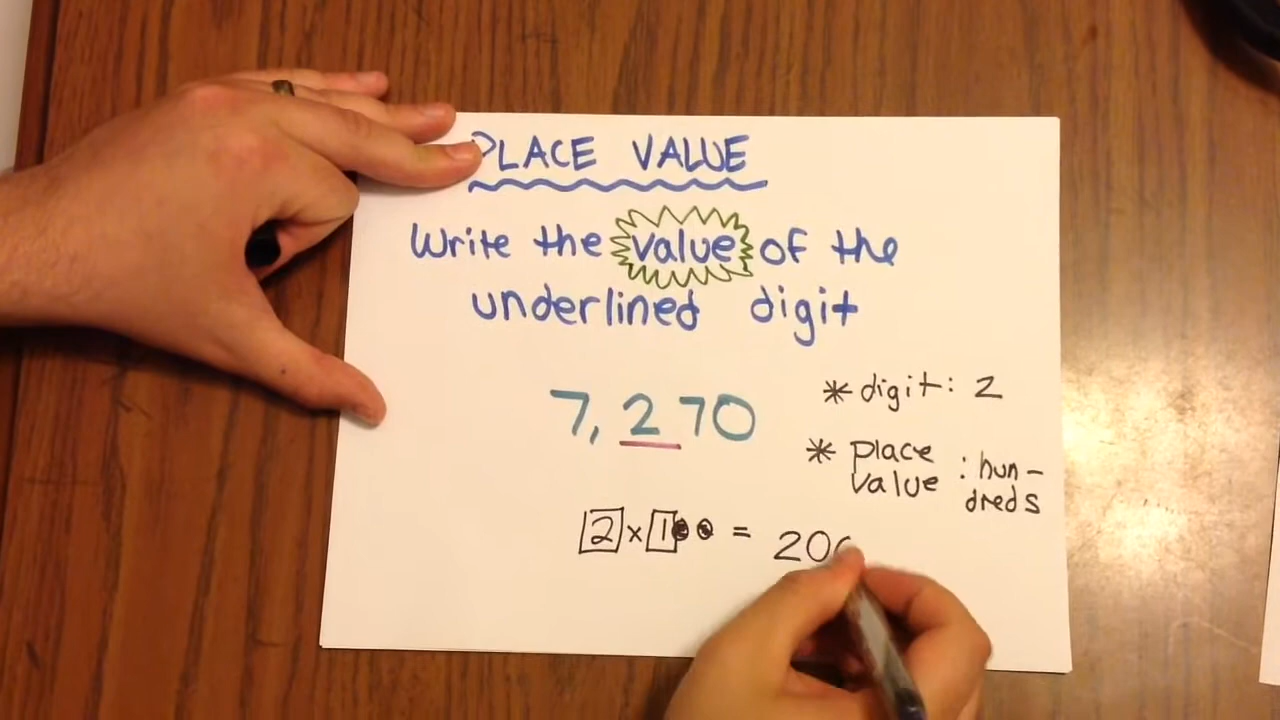 PLACE VALUE
Write the value of the
underlined digit
7,270
* digit: 2
* place value : hun-
dreds
2 x 100 = 200